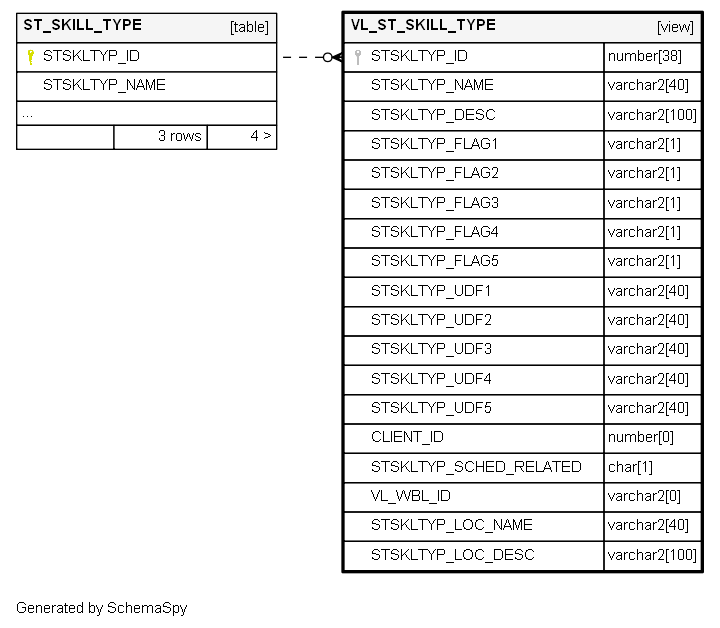 ST_SKILL_TYPE [table]
STSKLTYP_ID
STSKLTYP_NAME
...
3 rows 4 >
VL_ST_SKILL_TYPE [view]
STSKLTYP_ID number[38]
STSKLTYP_NAME varchar2[40]
STSKLTYP_DESC varchar2[100]
STSKLTYP_FLAG1 varchar2[1]
STSKLTYP_FLAG2 varchar2[1]
STSKLTYP_FLAG3 varchar2[1]
STSKLTYP_FLAG4 varchar2[1]
STSKLTYP_FLAG5 varchar2[1]
STSKLTYP_UDF1 varchar2[40]
STSKLTYP_UDF2 varchar2[40]
STSKLTYP_UDF3 varchar2[40]
STSKLTYP_UDF4 varchar2[40]
STSKLTYP_UDF5 varchar2[40]
CLIENT_ID number[0]
STSKLTYP_SCHED_RELATED char[1]
VL_WBL_ID varchar2[0]
STSKLTYP_LOC_NAME varchar2[40]
STSKLTYP_LOC_DESC varchar2[100]
Generated by SchemaSpy